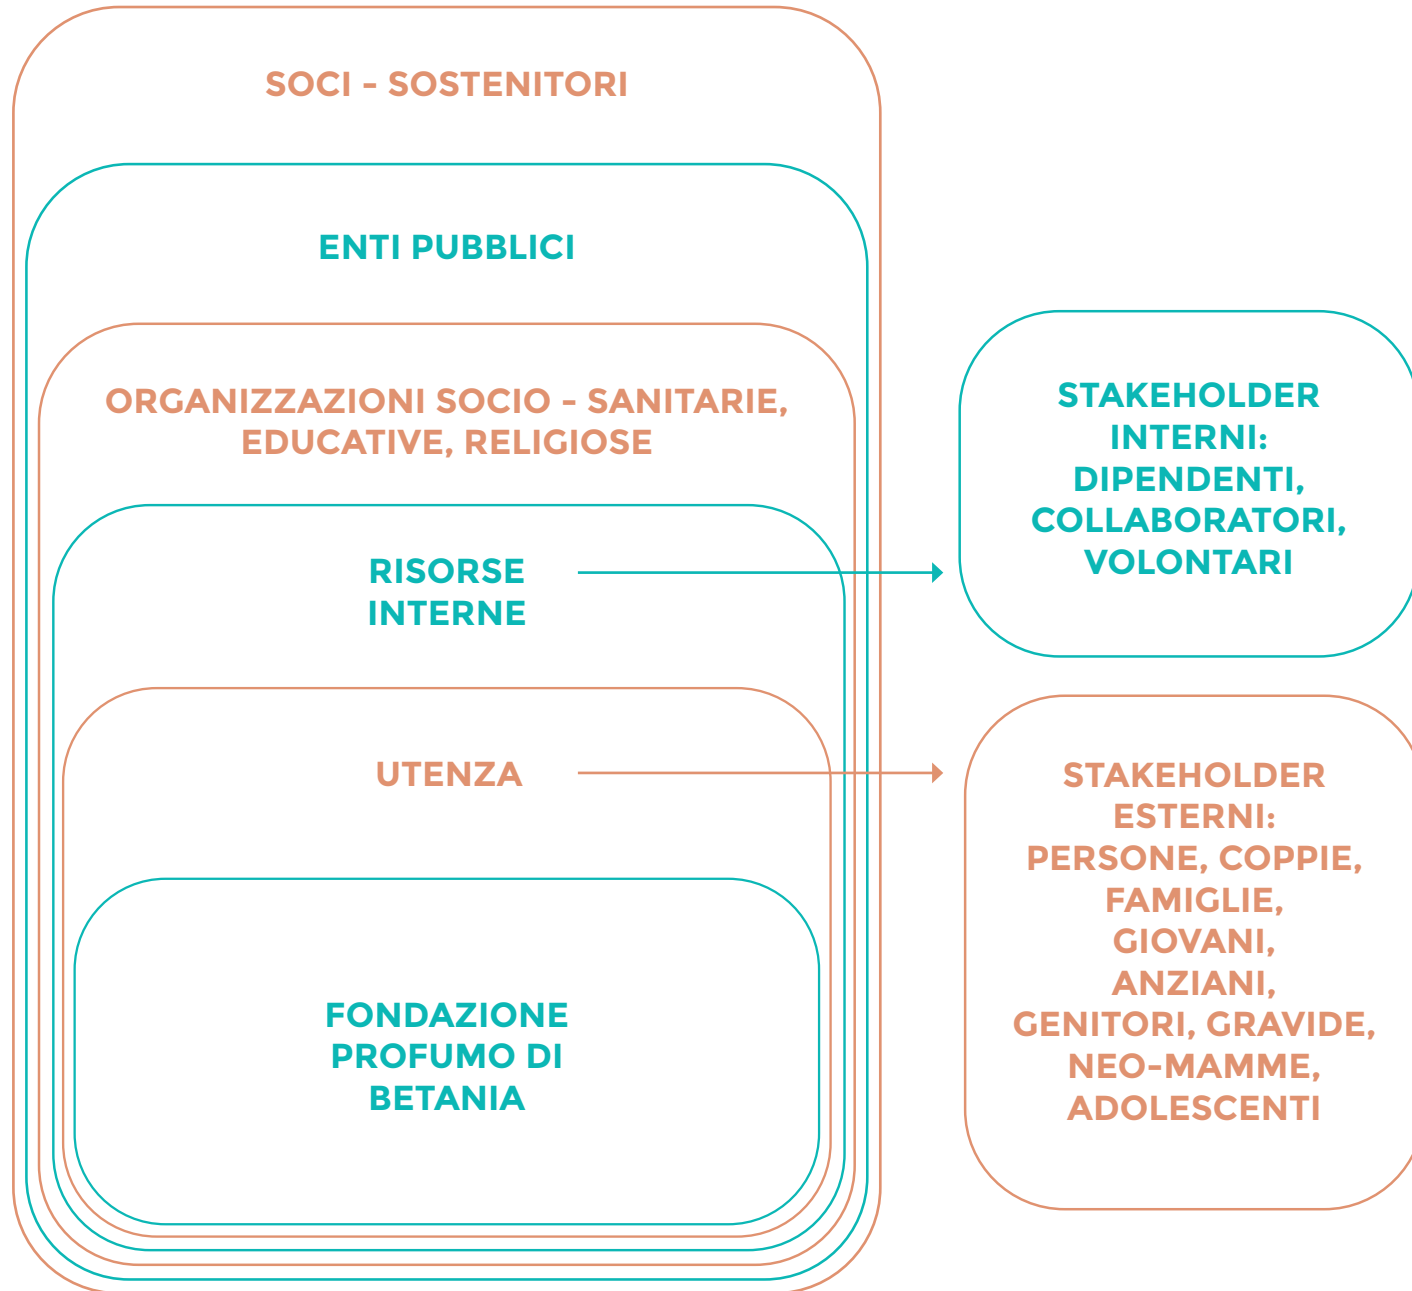 SOCI - SOSTENITORI
ENTI PUBBLICI
ORGANIZZAZIONI SOCIO - SANITARIE,
EDUCATIVE, RELIGIOSE
RISORSE
INTERNE
UTENZA
FONDAZIONE
PROFUMO DI
BETANIA
STAKEHOLDER
INTERNI:
DIPENDENTI,
COLLABORATORI,
VOLONTARI
STAKEHOLDER
ESTERNI:
PERSONE, COPPIE,
FAMIGLIE,
GIOVANI,
ANZIANI,
GENITORI, GRAVIDE,
NEO-MAMME,
ADOLESCENTI